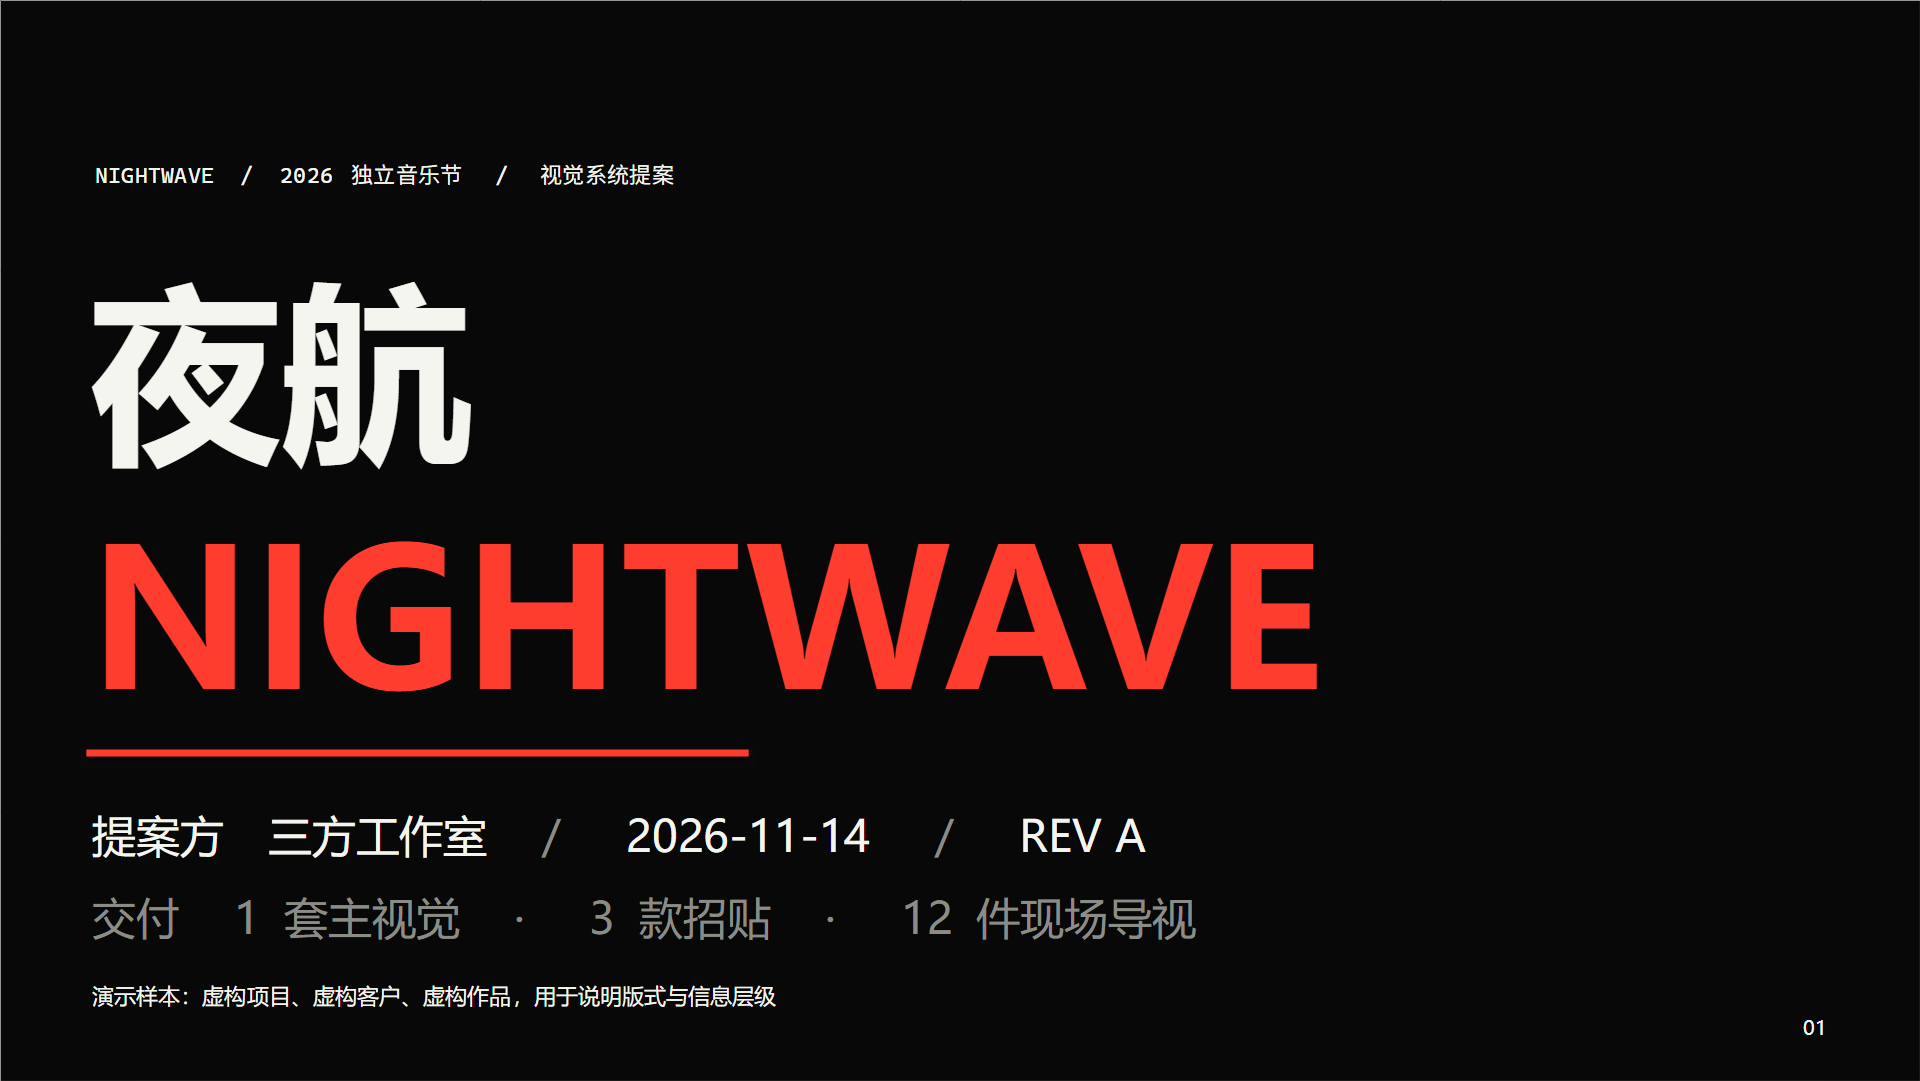 NIGHTWAVE / 2026 独立音乐节 / 视觉系统提案
夜航
NIGHTWAVE
提案方 三方工作室 / 2026-11-14 / REV A
交付 1 套主视觉 · 3 款招贴 · 12 件现场导视
演示样本：虚构项目、虚构客户、虚构作品，用于说明版式与信息层级
01